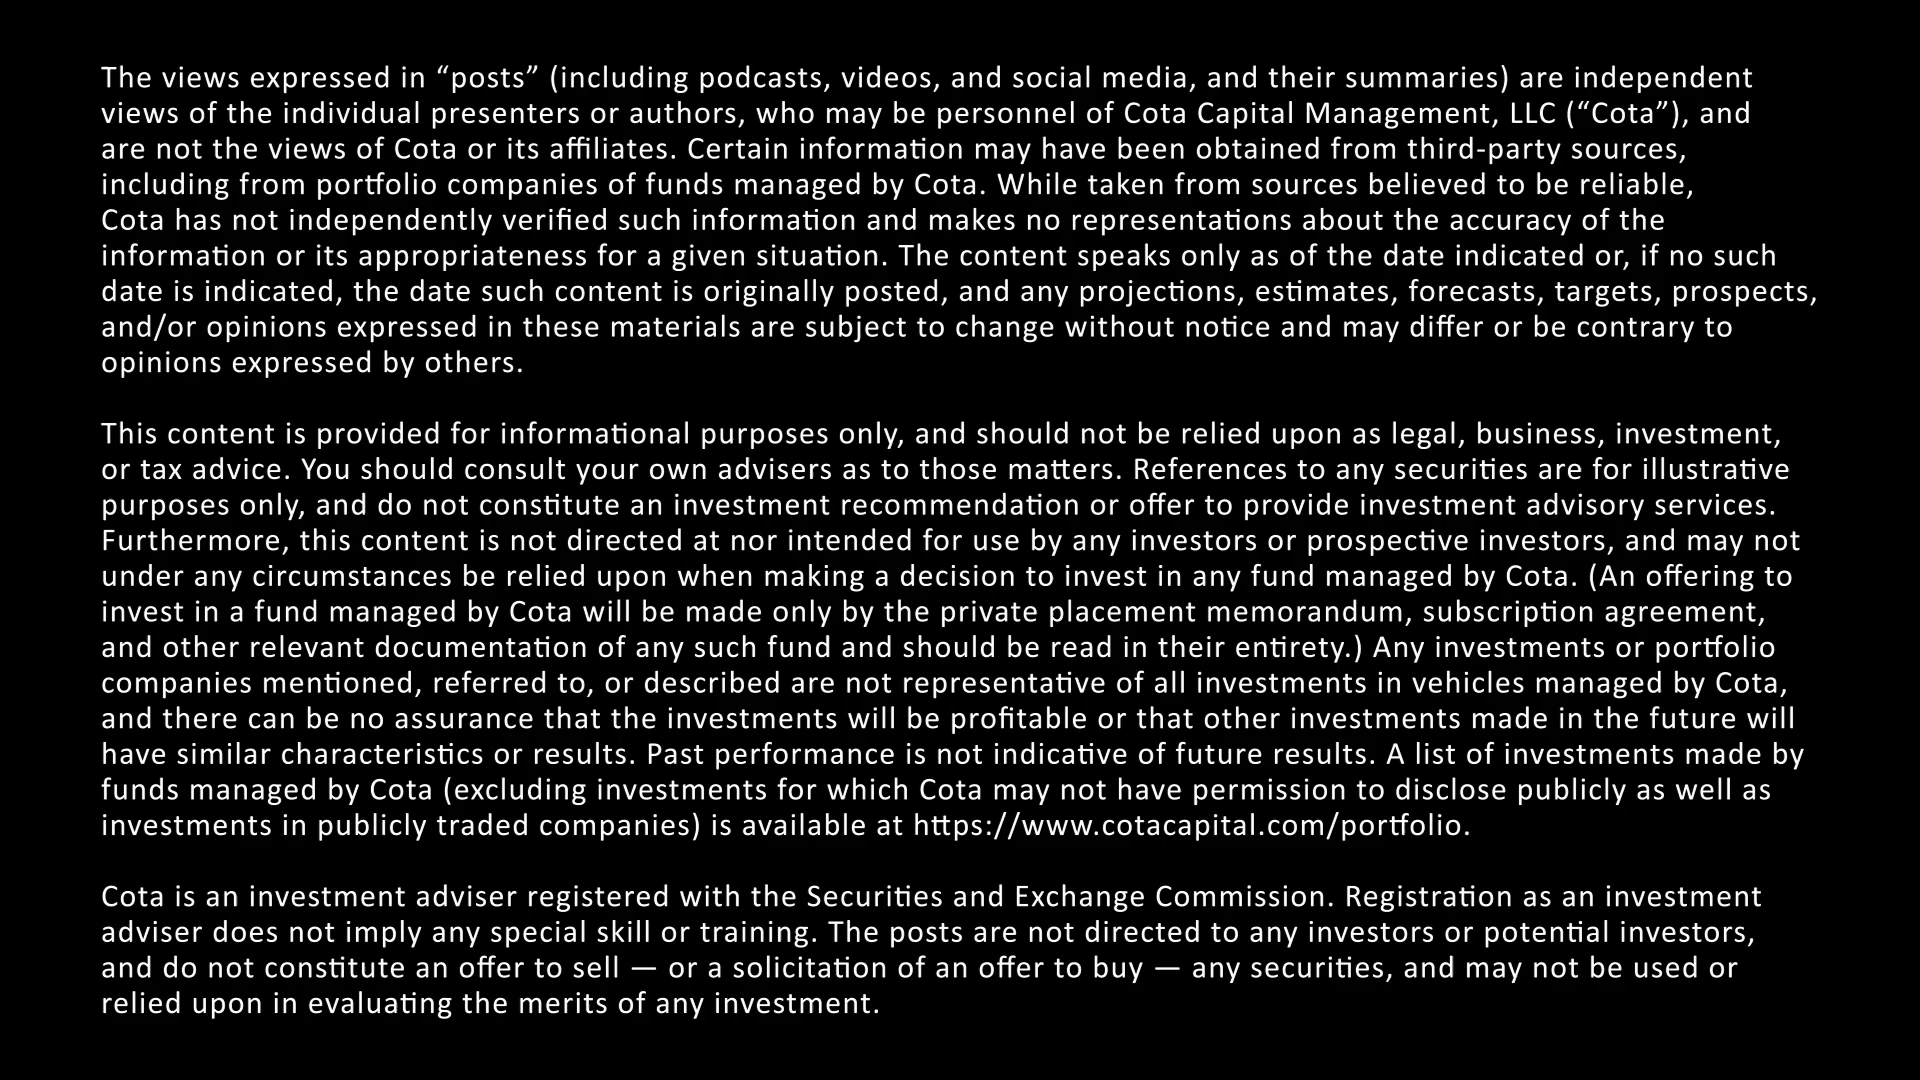 The views expressed in “posts” (including podcasts, videos, and social media, and their summaries) are independent
views of the individual presenters or authors, who may be personnel of Cota Capital Management, LLC (“Cota”), and
are not the views of Cota or its affiliates. Certain information may have been obtained from third-party sources,
including from portfolio companies of funds managed by Cota. While taken from sources believed to be reliable,
Cota has not independently verified such information and makes no representations about the accuracy of the
information or its appropriateness for a given situation. The content speaks only as of the date indicated or, if no such
date is indicated, the date such content is originally posted, and any projections, estimates, forecasts, targets, prospects,
and/or opinions expressed in these materials are subject to change without notice and may differ or be contrary to
opinions expressed by others.

This content is provided for informational purposes only, and should not be relied upon as legal, business, investment,
or tax advice. You should consult your own advisers as to those matters. References to any securities are for illustrative
purposes only, and do not constitute an investment recommendation or offer to provide investment advisory services.
Furthermore, this content is not directed at nor intended for use by any investors or prospective investors, and may not
under any circumstances be relied upon when making a decision to invest in any fund managed by Cota. (An offering to
invest in a fund managed by Cota will be made only by the private placement memorandum, subscription agreement,
and other relevant documentation of any such fund and should be read in their entirety.) Any investments or portfolio
companies mentioned, referred to, or described are not representative of all investments in vehicles managed by Cota,
and there can be no assurance that the investments will be profitable or that other investments made in the future will
have similar characteristics or results. Past performance is not indicative of future results. A list of investments made by
funds managed by Cota (excluding investments for which Cota may not have permission to disclose publicly as well as
investments in publicly traded companies) is available at https://www.cotacapital.com/portfolio.

Cota is an investment adviser registered with the Securities and Exchange Commission. Registration as an investment
adviser does not imply any special skill or training. The posts are not directed to any investors or potential investors,
and do not constitute an offer to sell — or a solicitation of an offer to buy — any securities, and may not be used or
relied upon in evaluating the merits of any investment.